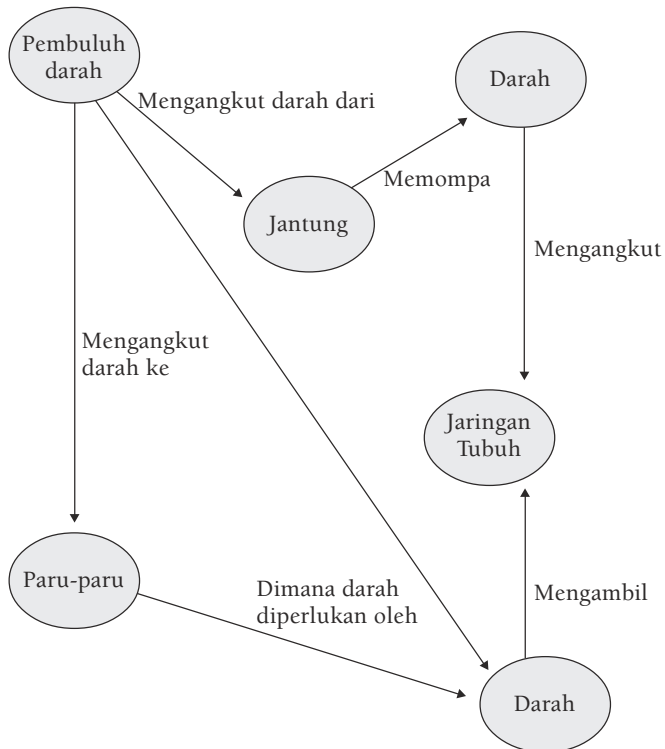 Pembuluh
darah
Darah
Mengangkut darah dari
Memompa
Jantung
Mengangkut
Mengangkut
darah ke
Jaringan
Tubuh
Paru-paru
Dimana darah
diperlukan oleh
Mengambil
Darah